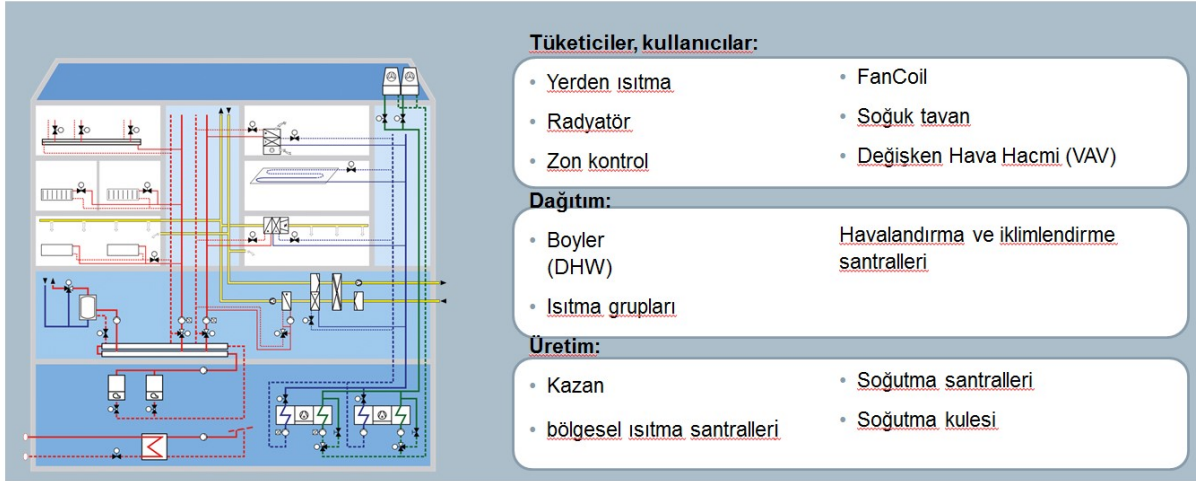 Tüketiciler, kullanıcılar:
• Yerden ısıtma
• Radyatör
• Zon kontrol
• FanCoil
• Soğuk tavan
• Değişken Hava Hacmi (VAV)
Dağıtım:
• Boyler
(DHW)
• Isıtma grupları
Havalandırma ve iklimlendirme
santralleri
Üretim:
• Kazan
• bölgesel ısıtma santralleri
• Soğutma santralleri
• Soğutma kulesi